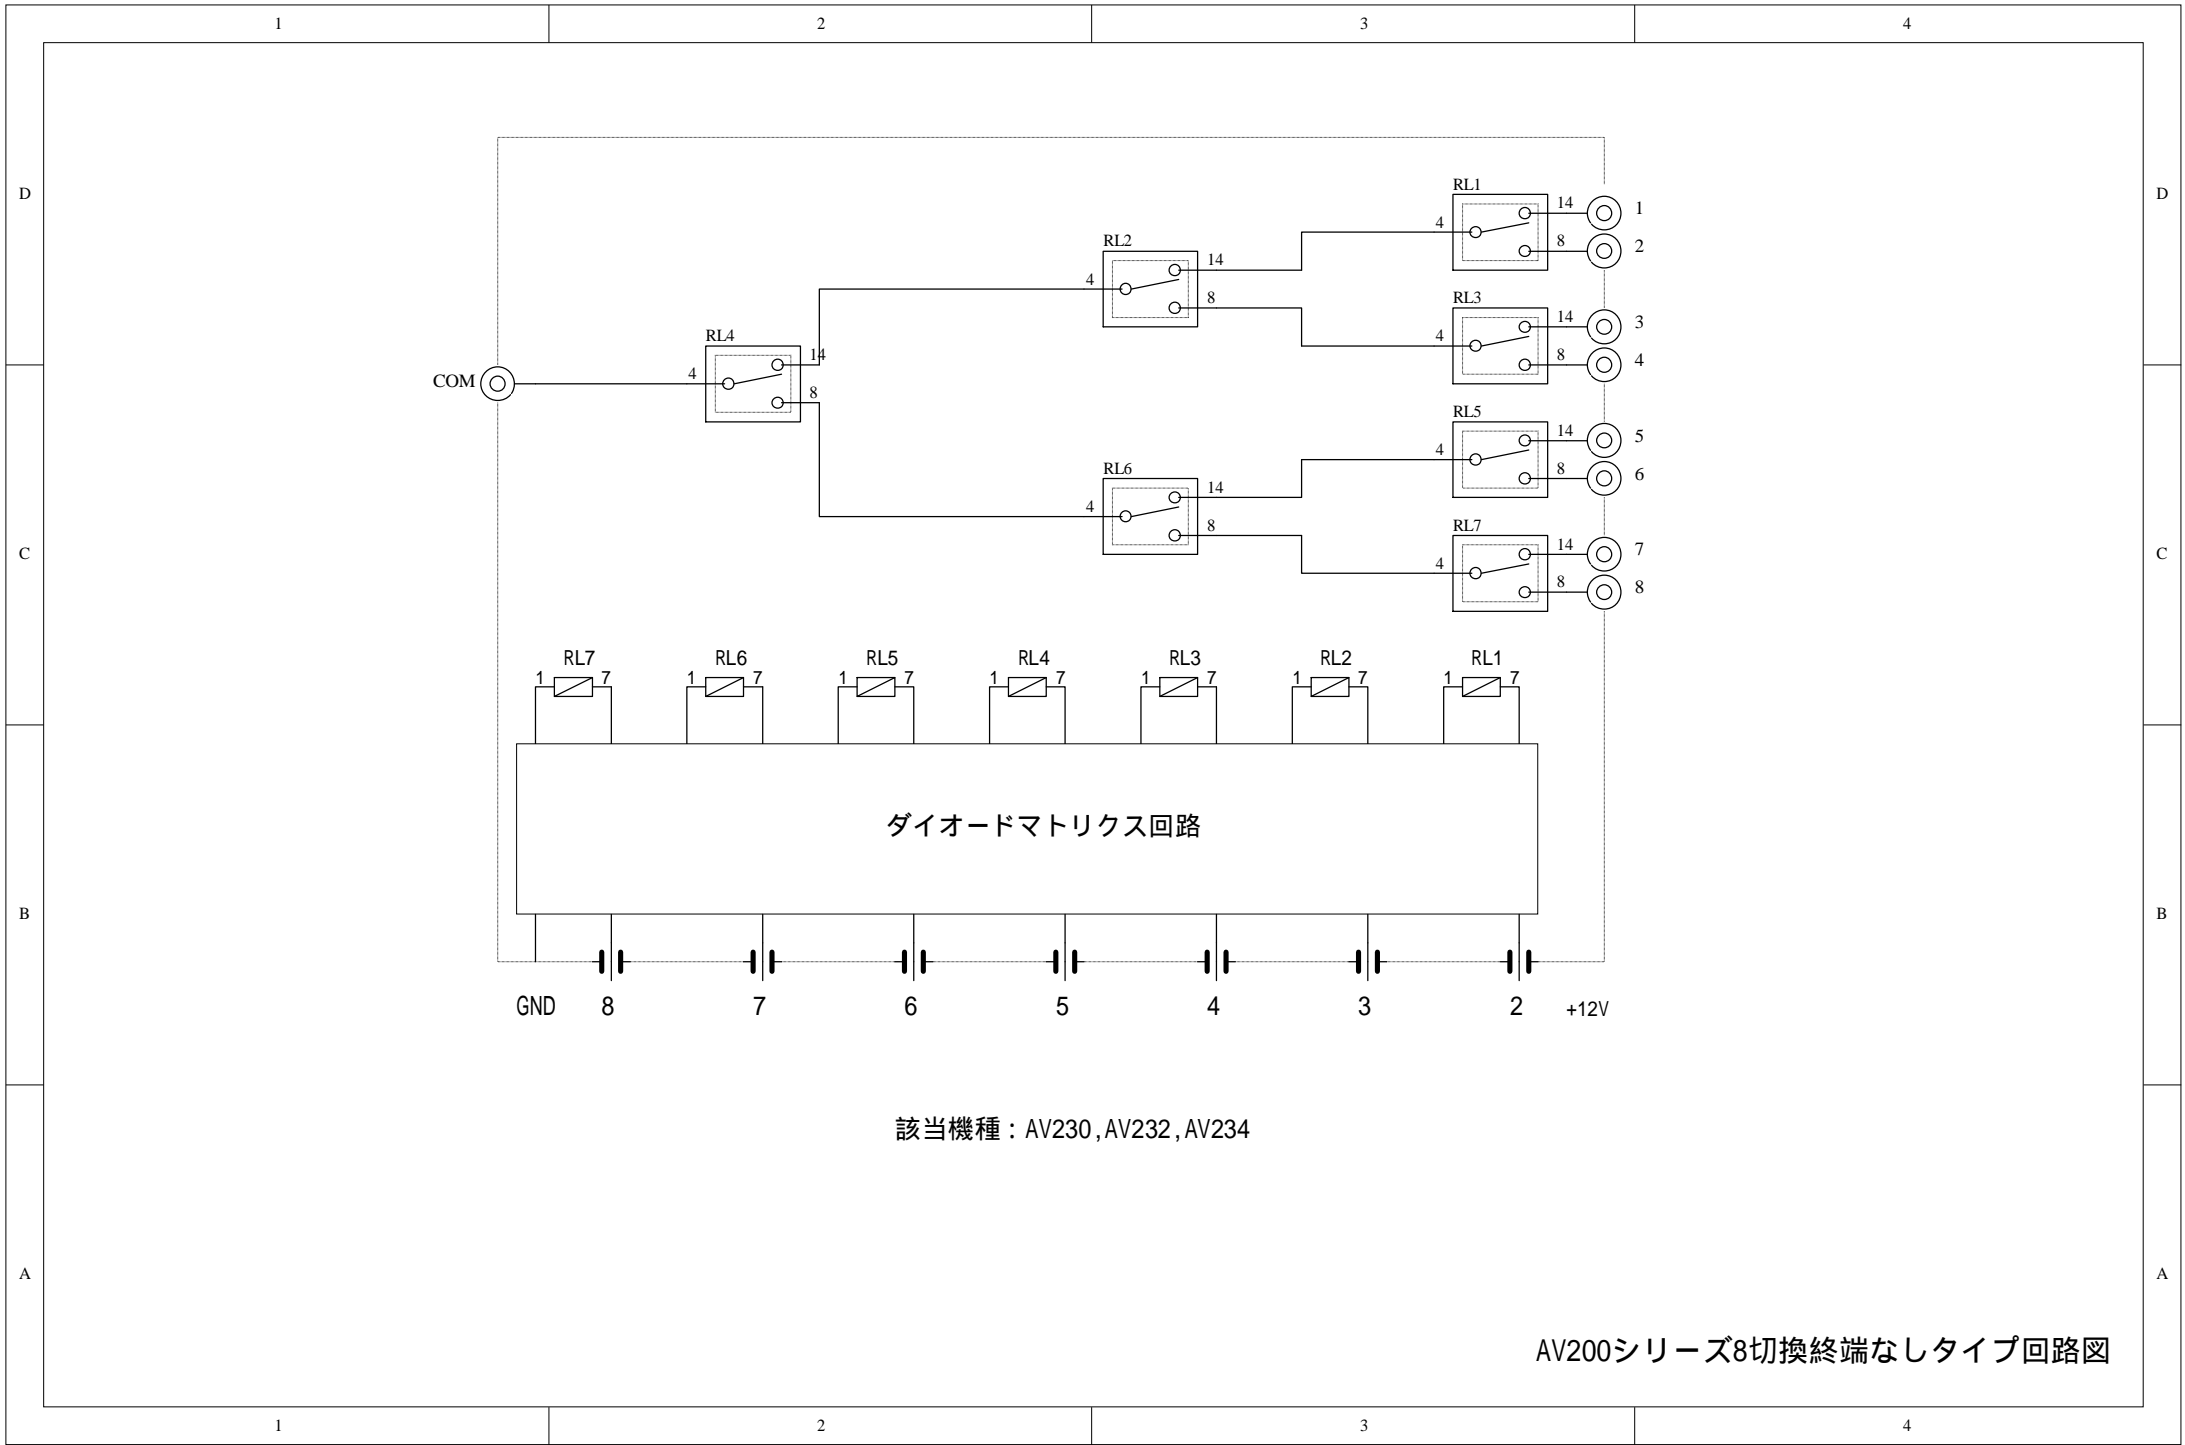 1 2 3 4
D D
RL1
14 1
4
8 2
RL2
14
4
8
RL3
14 3
4
8 4
RL4
14
4
8
COM
RL5
14 5
4
8 6
RL6
14
4
8
RL7
14 7
4
8 8
C C
RL7 RL6 RL5 RL4 RL3 RL2 RL1
1 7 1 7 1 7 1 7 1 7 1 7 1 7
ダイオードマトリクス回路
B B
GND 8 7 6 5 4 3 2 +12V
該当機種：AV230,AV232,AV234
A A
AV200シリーズ8切換終端なしタイプ回路図
1 2 3 4